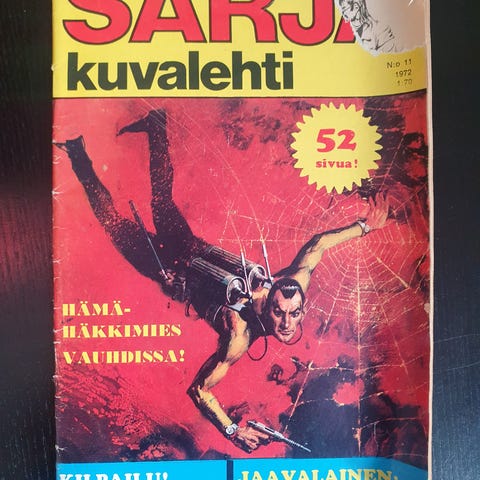 SARJA
kuvalehti
N:o 11
1972
1:70
52
sivua!
HÄMÄ-
HÄKKIMIES
VAUHDISSA!
KILPAILU!
JAAVALAINEN-